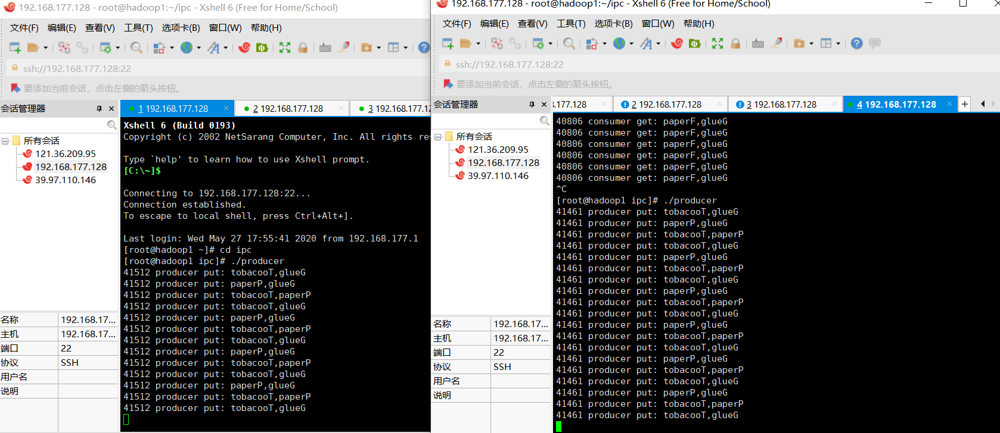 192.168.177.128 - root@hadoop1:~/ipc - Xshell 6 (Free for Home/School)
文件(F) 编辑(E) 查看(V) 工具(T) 选项卡(B) 窗口(W) 帮助(H)
ssh://192.168.177.128:22
要添加当前会话，点击左侧的箭头按钮。
会话管理器
1 192.168.177.128 × 2 192.168.177.128 × 3 192.168.177.12
所有会话
121.36.209.95
192.168.177.128
39.97.110.146
名称 192.168.17...
主机 192.168.17...
端口 22
协议 SSH
用户名
说明
Xshell 6 (Build 0193)
Copyright (c) 2002 NetSarang Computer, Inc. All rights res
Type `help' to learn how to use Xshell prompt.
[C:\~]$
Connecting to 192.168.177.128:22...
Connection established.
To escape to local shell, press Ctrl+Alt+].
Last login: Wed May 27 17:55:41 2020 from 192.168.177.1
[root@hadoop1 ~]# cd ipc
[root@hadoop1 ipc]# ./producer
41512 producer put: tobacooT,glueG
41512 producer put: paperP,glueG
41512 producer put: tobacooT,paperP
41512 producer put: tobacooT,glueG
41512 producer put: paperP,glueG
41512 producer put: tobacooT,paperP
41512 producer put: tobacooT,glueG
41512 producer put: paperP,glueG
41512 producer put: tobacooT,paperP
41512 producer put: tobacooT,glueG
41512 producer put: paperP,glueG
41512 producer put: tobacooT,paperP
41512 producer put: tobacooT,glueG
192.168.177.128 - root@hadoop1:~/ipc - Xshell 6 (Free for Home/School)
文件(F) 编辑(E) 查看(V) 工具(T) 选项卡(B) 窗口(W) 帮助(H)
ssh://192.168.177.128:22
要添加当前会话，点击左侧的箭头按钮。
会话管理器
3.177.128 × 2 192.168.177.128 × 3 192.168.177.128 × 4 192.168.177.128 × +
所有会话
121.36.209.95
192.168.177.128
39.97.110.146
名称 192.168.17...
主机 192.168.17...
端口 22
协议 SSH
用户名
说明
40806 consumer get: paperF,glueG
40806 consumer get: paperF,glueG
40806 consumer get: paperF,glueG
40806 consumer get: paperF,glueG
40806 consumer get: paperF,glueG
40806 consumer get: paperF,glueG
^C
[root@hadoop1 ipc]# ./producer
41461 producer put: tobacooT,glueG
41461 producer put: paperP,glueG
41461 producer put: tobacooT,paperP
41461 producer put: tobacooT,glueG
41461 producer put: paperP,glueG
41461 producer put: tobacooT,paperP
41461 producer put: tobacooT,glueG
41461 producer put: paperP,glueG
41461 producer put: tobacooT,paperP
41461 producer put: tobacooT,glueG
41461 producer put: paperP,glueG
41461 producer put: tobacooT,paperP
41461 producer put: tobacooT,glueG
41461 producer put: paperP,glueG
41461 producer put: tobacooT,paperP
41461 producer put: tobacooT,glueG
41461 producer put: paperP,glueG
41461 producer put: tobacooT,paperP
41461 producer put: tobacooT,glueG